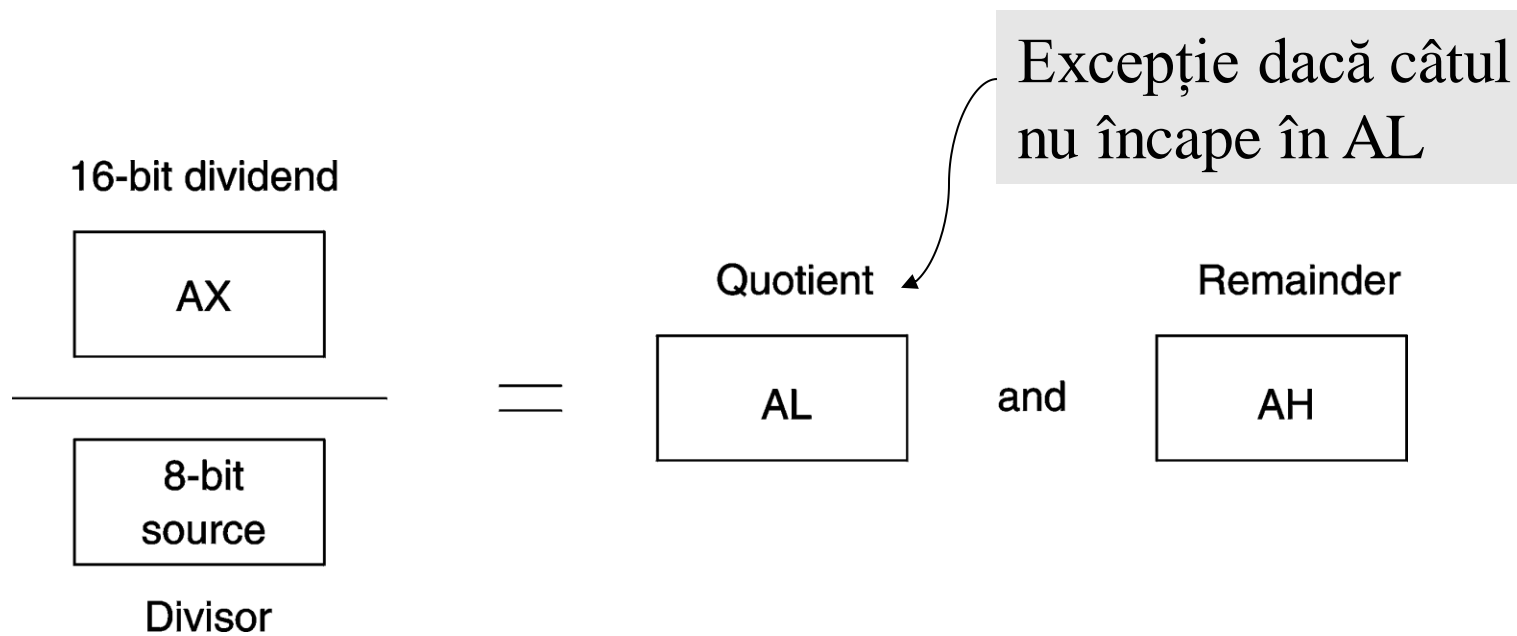 Excepție dacă câtul
nu încape în AL
16-bit dividend
AX
8-bit
source
Divisor
Quotient
AL
and
Remainder
AH